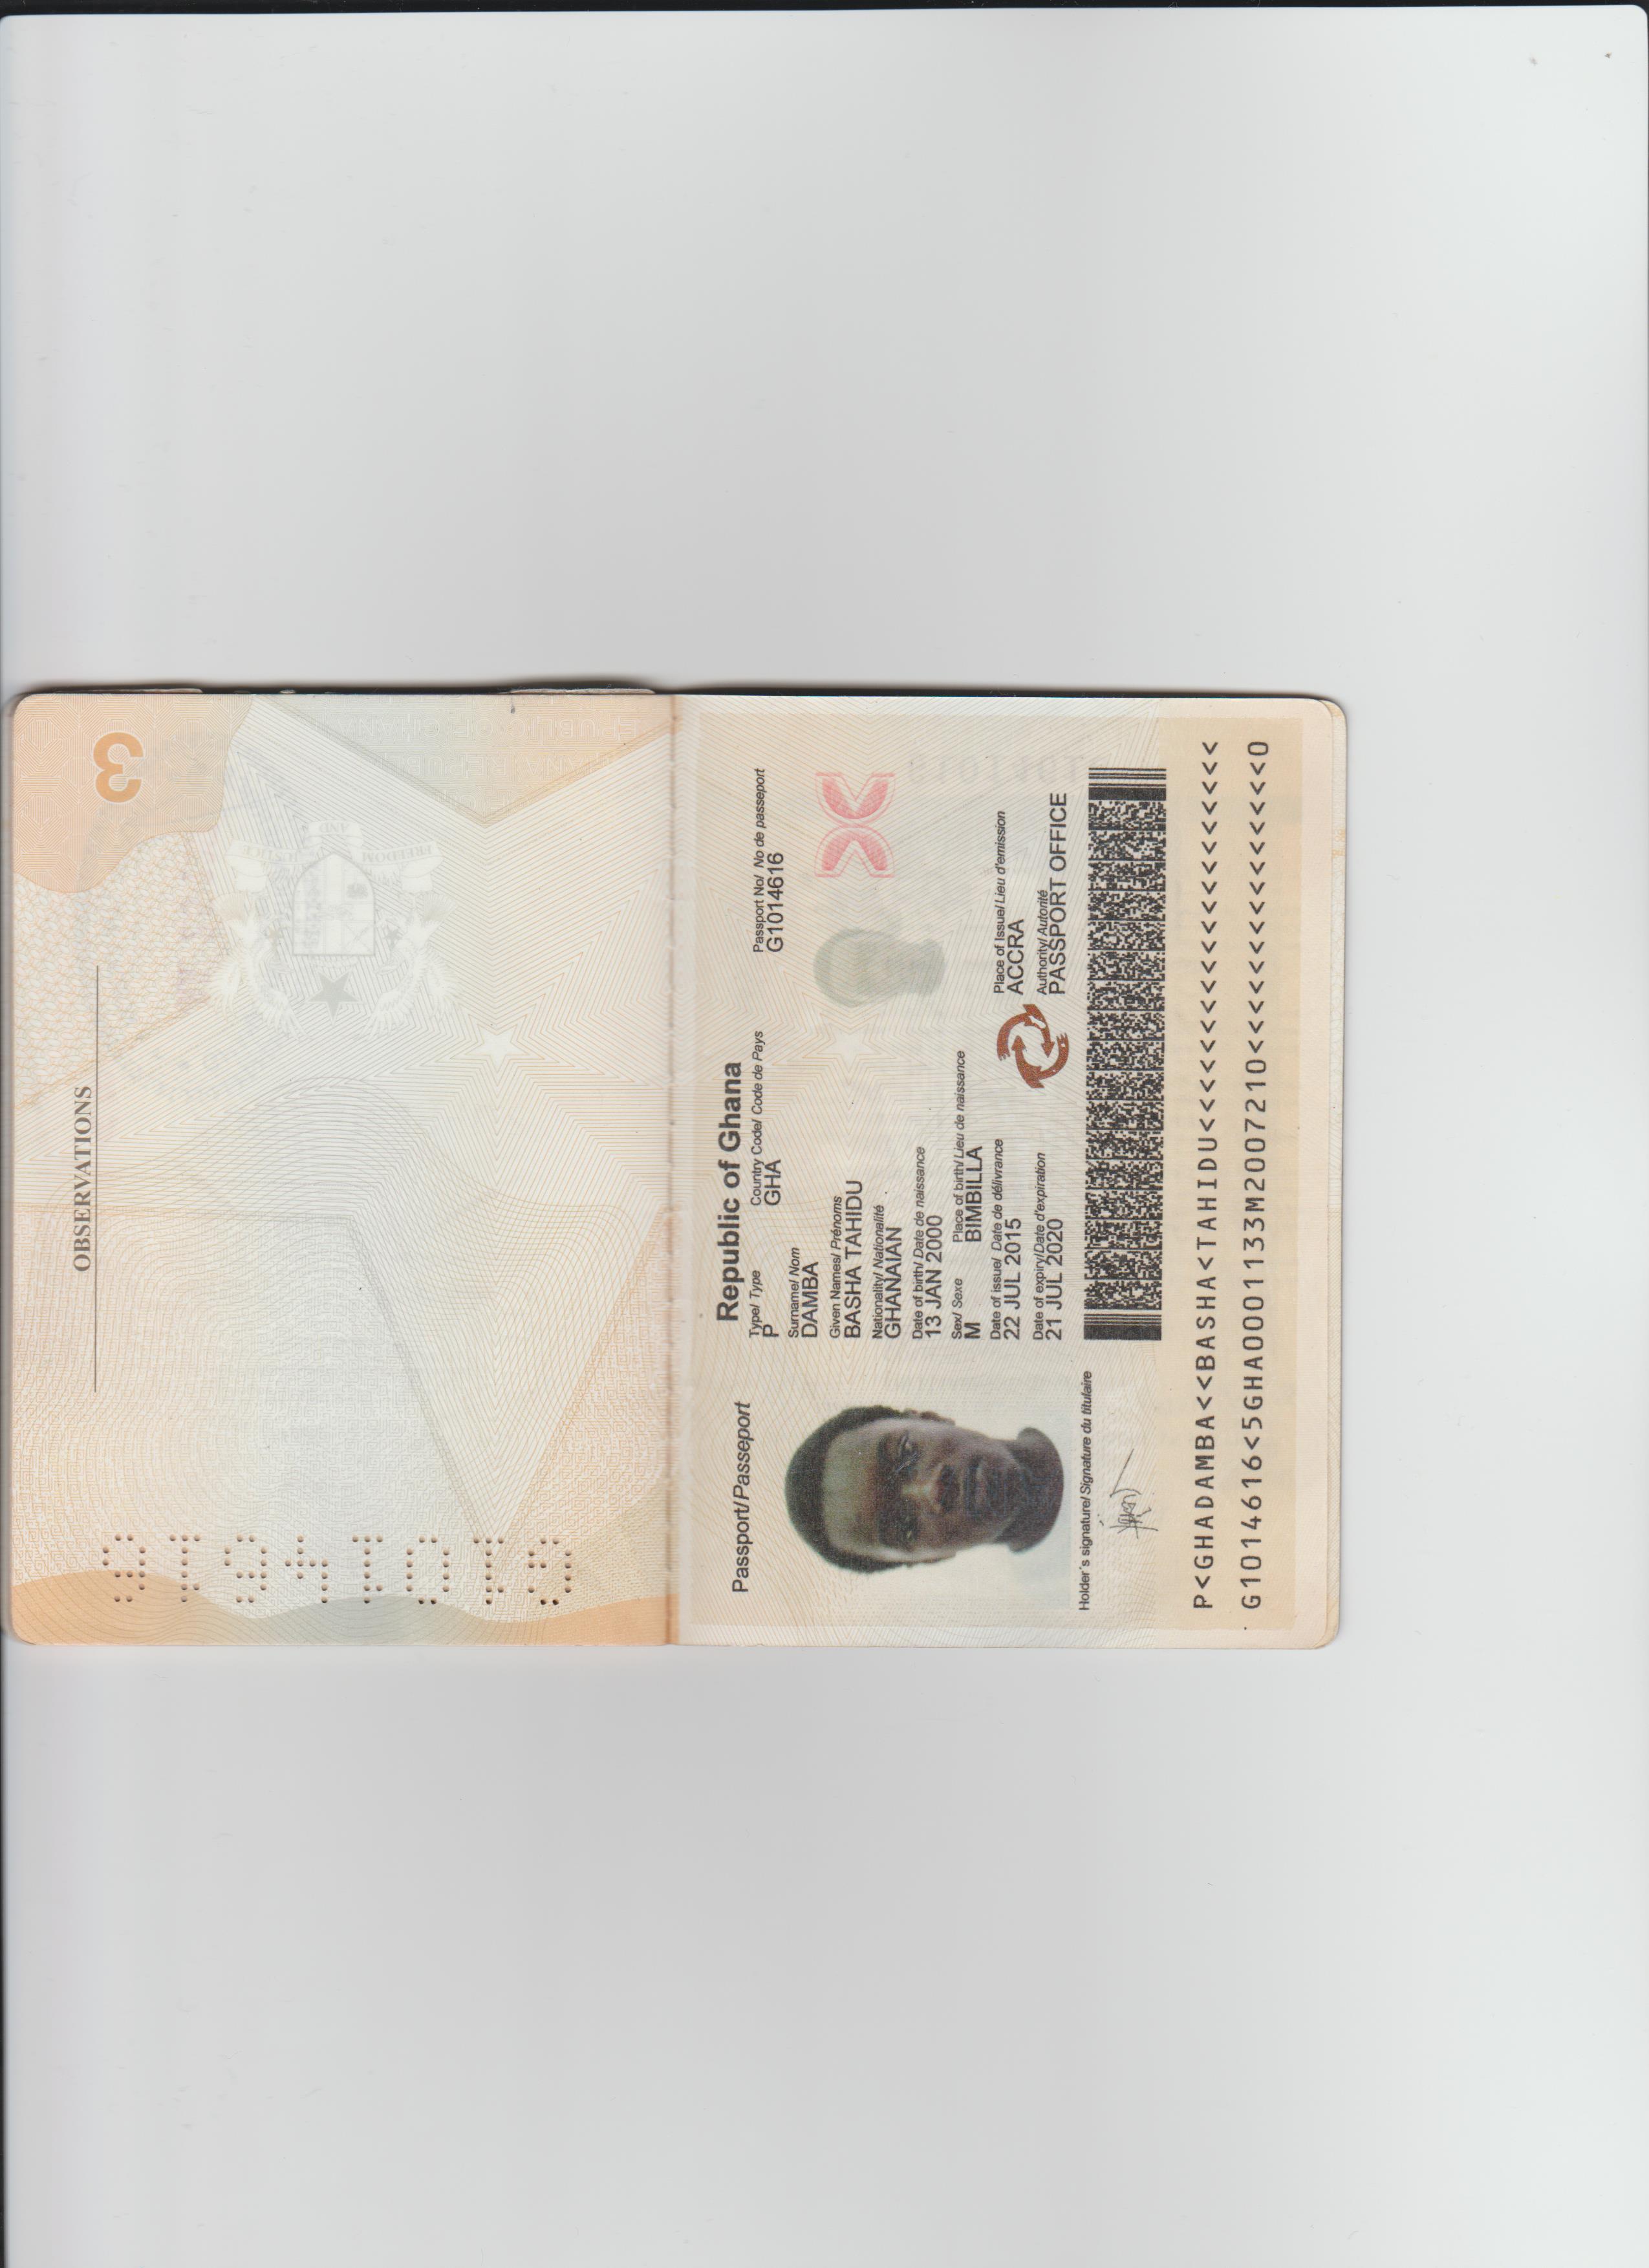 OBSERVATIONS
3
G1014616
Republic of Ghana
Passport/Passeport
Type/ Type
Country Code/ Code de Pays
Passport No/ No de passeport
P
GHA
G1014616
Surname/ Nom
DAMBA
Given Names/ Prénoms
BASHA TAHIDU
Nationality/ Nationalité
GHANAIAN
Date of birth/ Date de naissance
13 JAN 2000
Sex/ Sexe
Place of birth/ Lieu de naissance
M
BIMBILLA
Date of issue/ Date de délivrance
Place of Issue/ Lieu d'emission
22 JUL 2015
ACCRA
Date of expiry/Date d'expiration
Authority/ Autorité
21 JUL 2020
PASSPORT OFFICE
Holder's signature/ Signature du titulaire
P<GHADAMBA<<BASHA<TAHIDU<<<<<<<<<<<<<<<<<<<<
G1014616<5GHA0001133M2007210<<<<<<<<<<<<<<<0